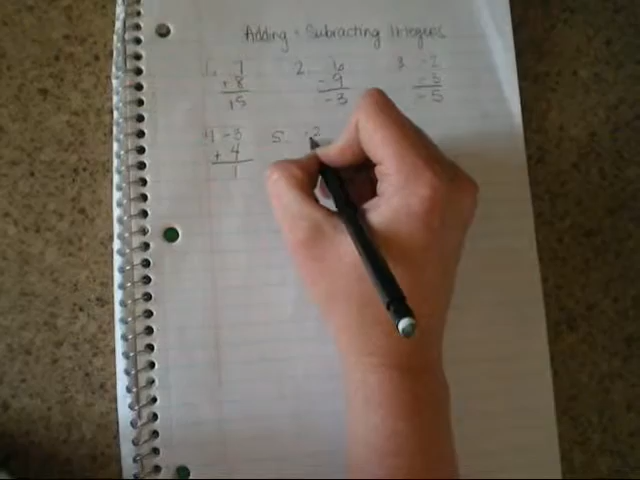 Adding + Subtracting Integers
1. 7 2. 6 3. -2
+ 8 - 9 - 3
15 -3 -5
4. -3 5. -2
+ 4
1